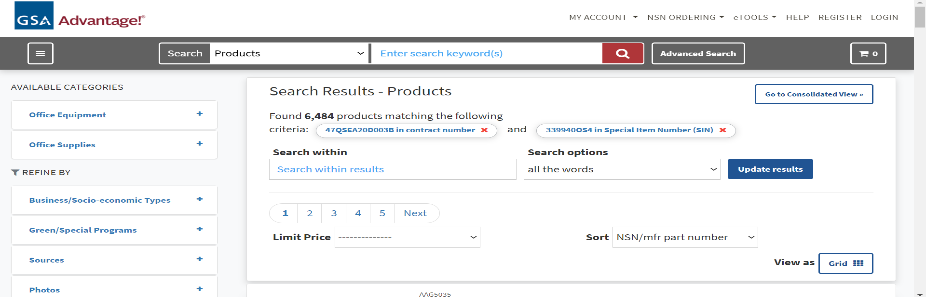 GSA Advantage!®
MY ACCOUNT NSN ORDERING eTOOLS HELP REGISTER LOGIN
Search Products Enter search keyword(s) Advanced Search 0
AVAILABLE CATEGORIES
Office Equipment +
Office Supplies +
REFINE BY
Business/Socio-economic Types +
Green/Special Programs +
Sources +
Photos +
Search Results - Products
Go to Consolidated View »
Found 6,484 products matching the following
criteria: 47QSEA20D003B in contract number ✖ and 339940OS4 in Special Item Number (SIN) ✖
Search within Search options
Search within results all the words Update results
1 2 3 4 5 Next
Limit Price -------------- Sort NSN/mfr part number
View as Grid
AAG5035